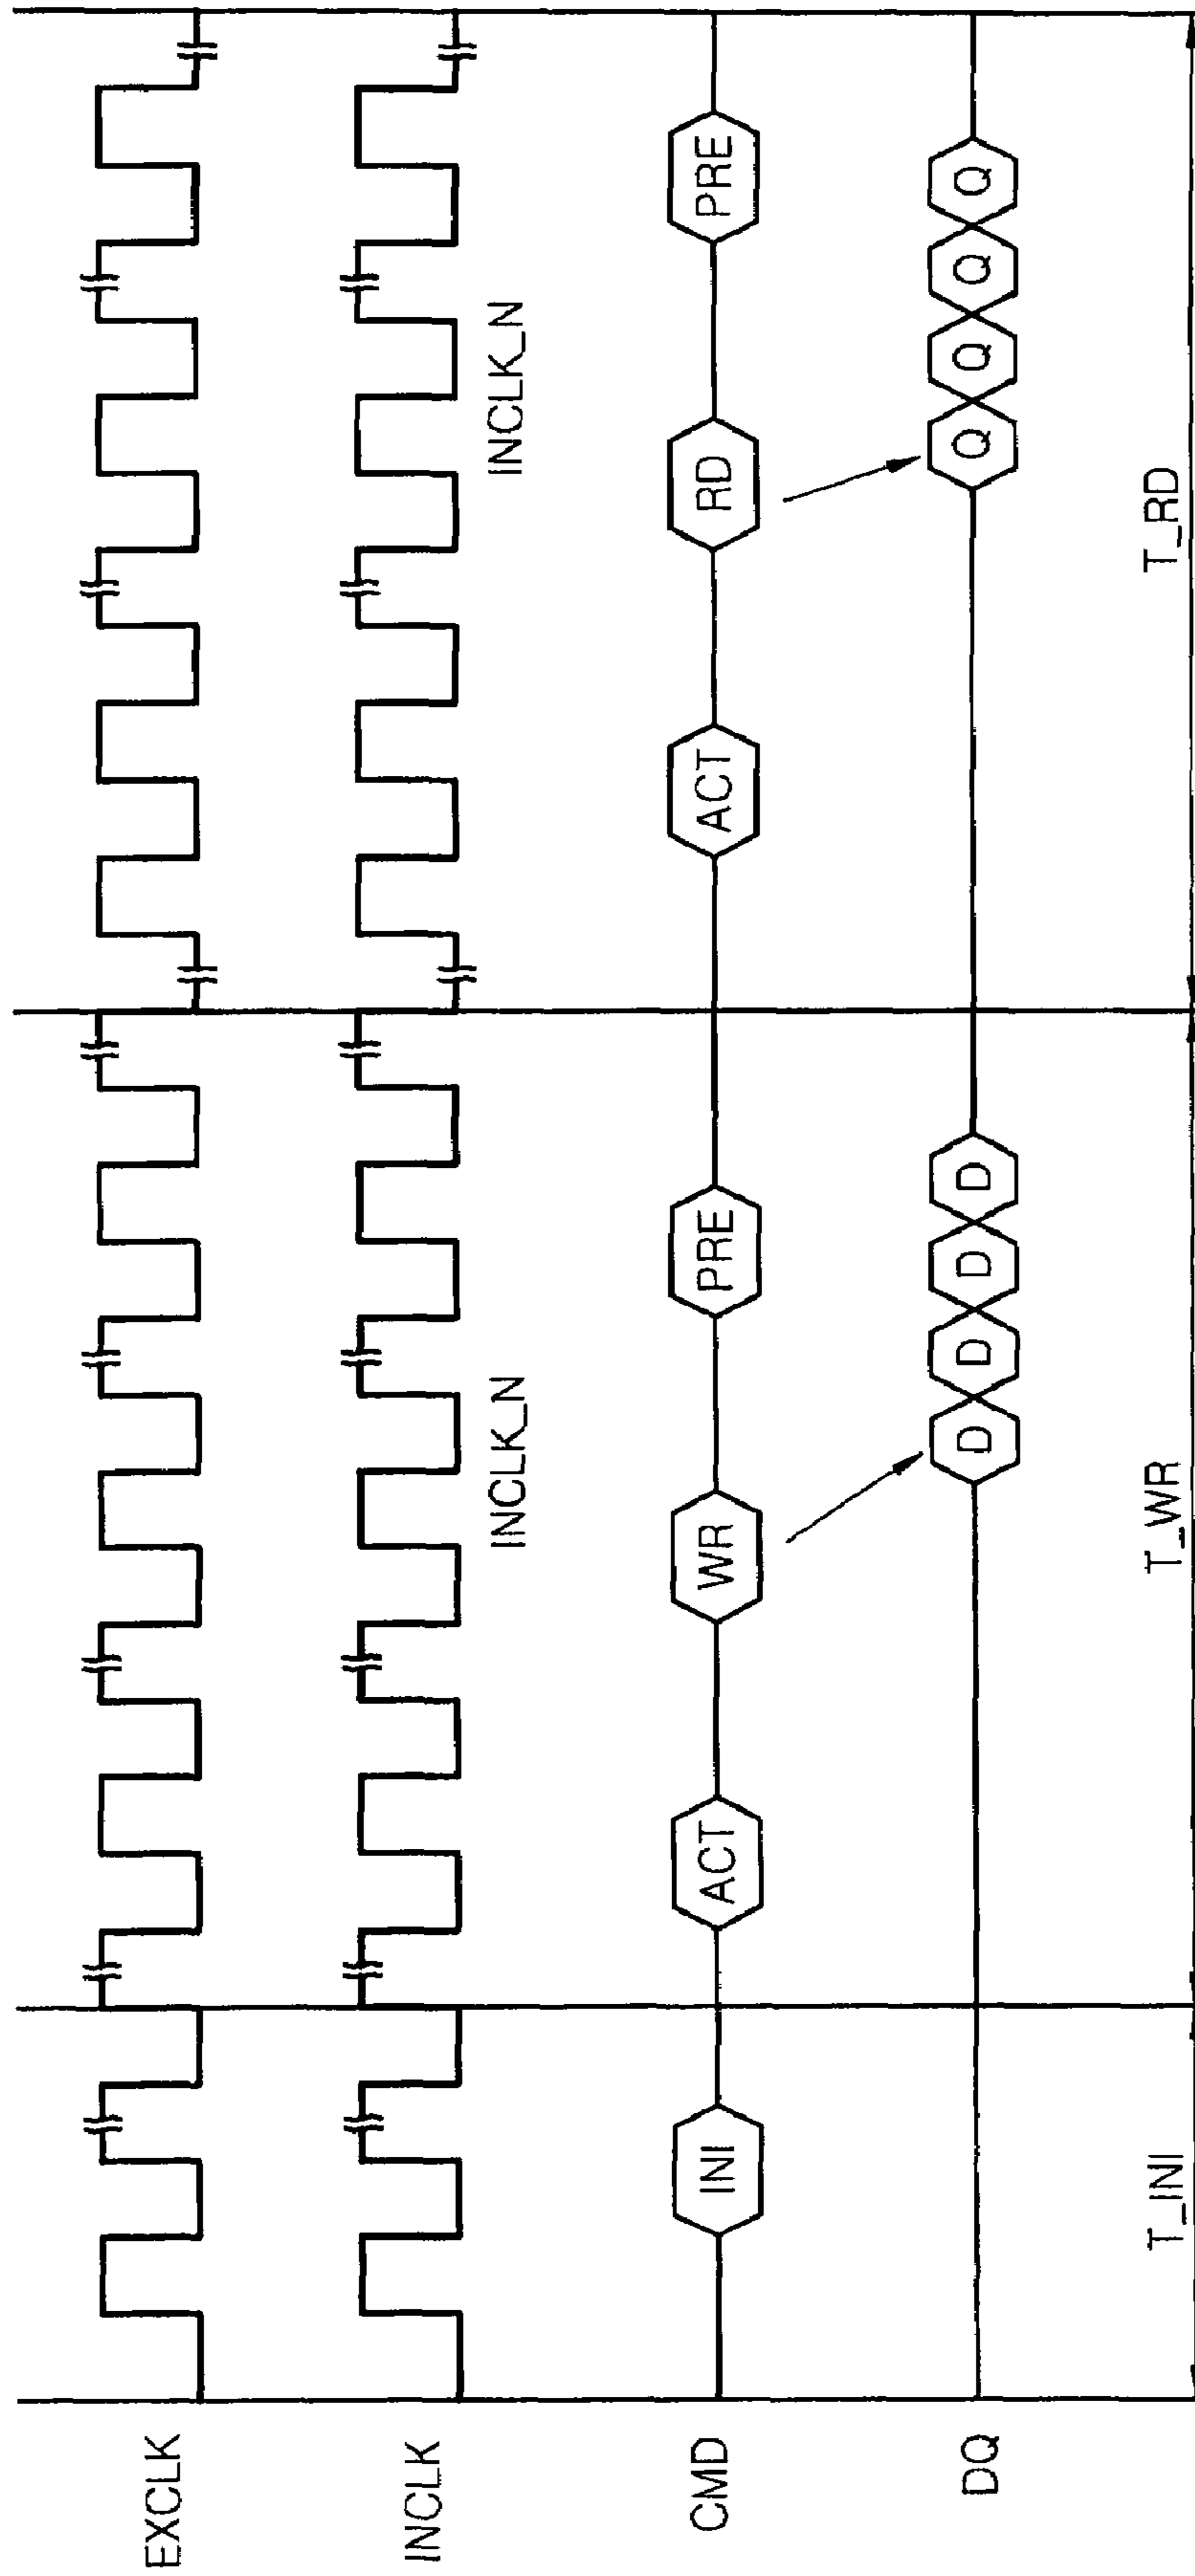 EXCLK
INCLK
INCLK_N INCLK_N
CMD INI ACT WR PRE ACT RD PRE
DQ D D D D Q Q Q Q
T_INI T_WR T_RD